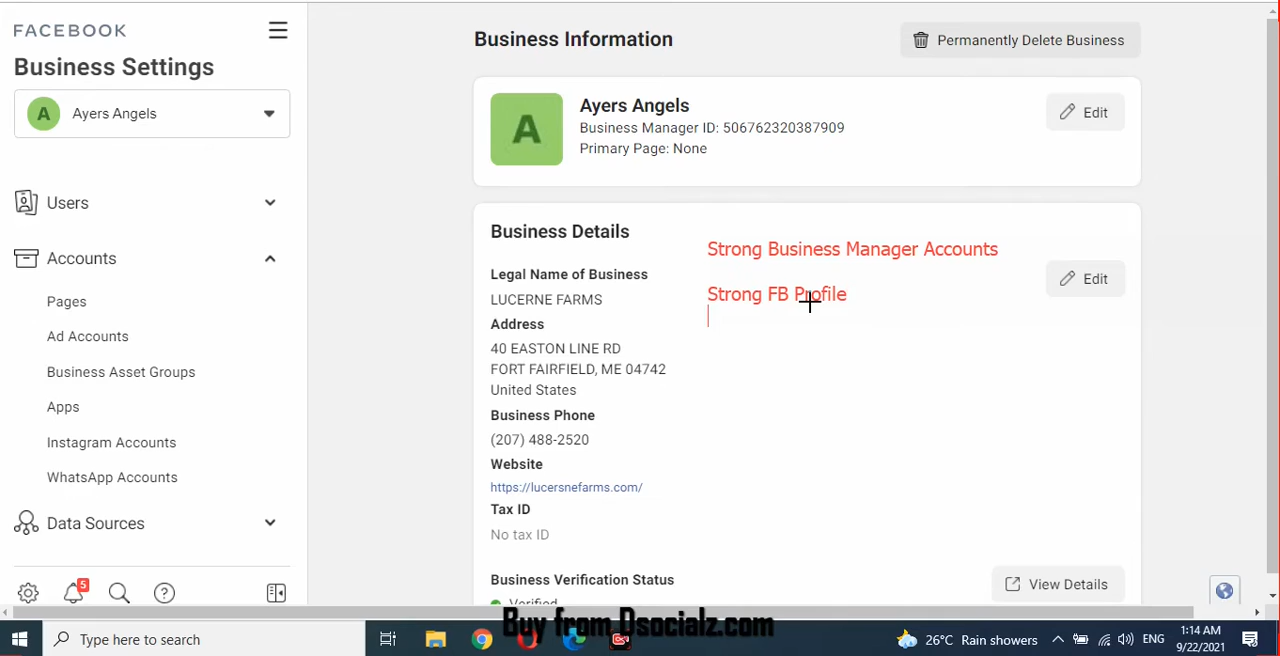 FACEBOOK
Business Settings
A
Ayers Angels
Users
Accounts
Pages
Ad Accounts
Business Asset Groups
Apps
Instagram Accounts
WhatsApp Accounts
Data Sources
5
?
Business Information
Permanently Delete Business
A
Ayers Angels
Business Manager ID: 506762320387909
Primary Page: None
Edit
Business Details
Strong Business Manager Accounts
Strong FB Profile
Edit
Legal Name of Business
LUCERNE FARMS
Address
40 EASTON LINE RD
FORT FAIRFIELD, ME 04742
United States
Business Phone
(207) 488-2520
Website
https://lucersnefarms.com/
Tax ID
No tax ID
Business Verification Status
Verified
View Details
Buy from Dsocialz.com
Type here to search
26°C Rain showers
ENG
1:14 AM
9/22/2021